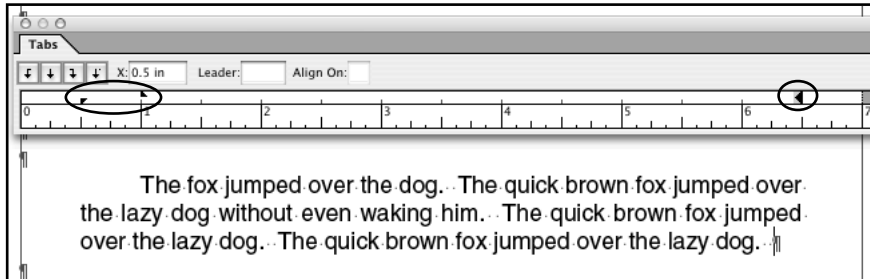 Tabs
X: 0.5 in Leader: Align On:
0 1 2 3 4 5 6 7
¶
The fox jumped over the dog. The quick brown fox jumped over
the lazy dog without even waking him. The quick brown fox jumped
over the lazy dog. The quick brown fox jumped over the lazy dog. ¶
¶